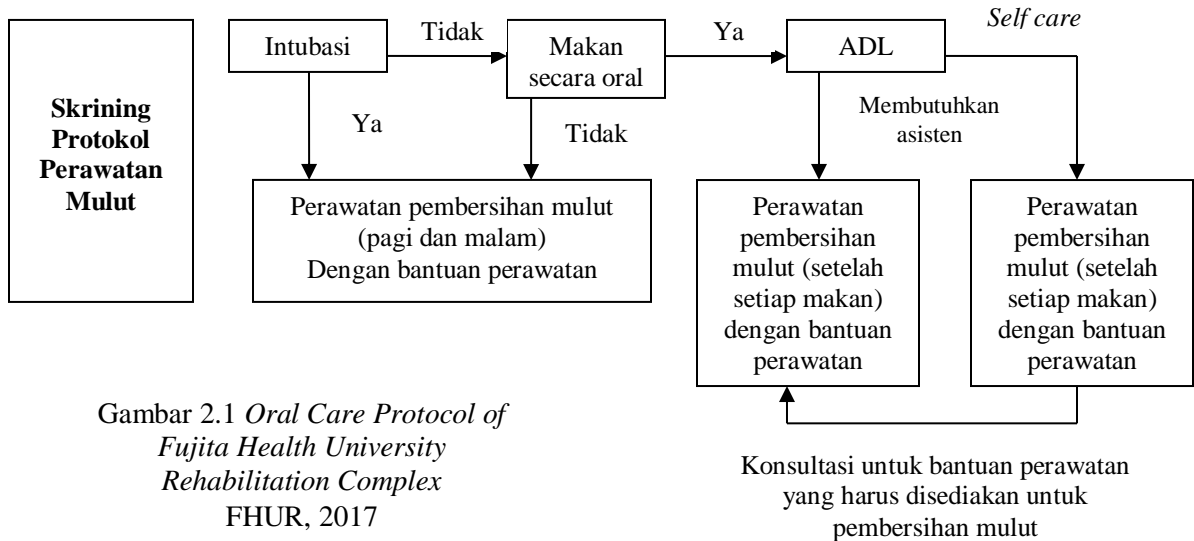 Skrining
Protokol
Perawatan
Mulut
Intubasi
Tidak
Makan
secara oral
Ya
ADL
Self care
Ya
Tidak
Membutuhkan
asisten
Perawatan pembersihan mulut
(pagi dan malam)
Dengan bantuan perawatan
Perawatan
pembersihan
mulut (setelah
setiap makan)
dengan bantuan
perawatan
Perawatan
pembersihan
mulut (setelah
setiap makan)
dengan bantuan
perawatan
Gambar 2.1 Oral Care Protocol of
Fujita Health University
Rehabilitation Complex
FHUR, 2017
Konsultasi untuk bantuan perawatan
yang harus disediakan untuk
pembersihan mulut